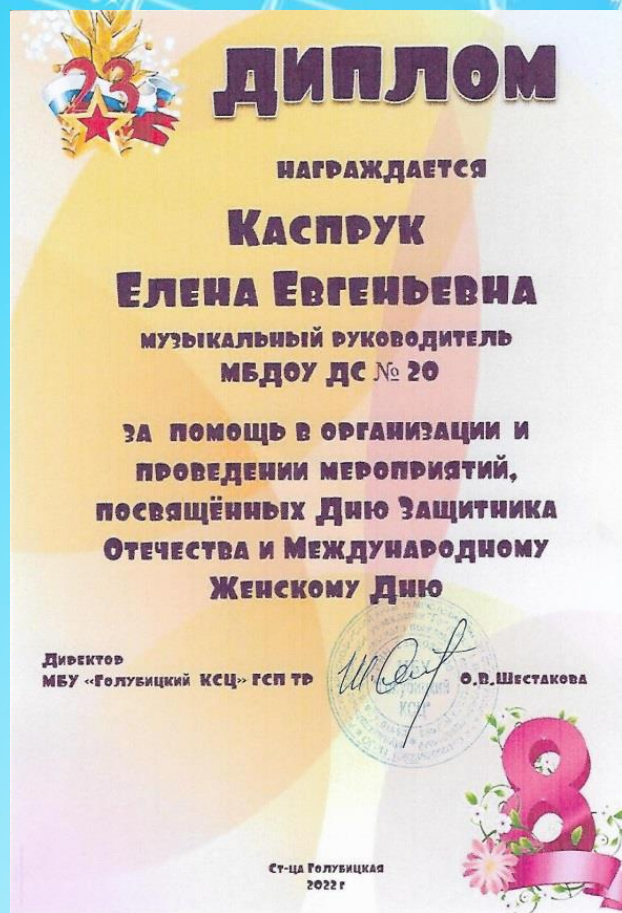 23
ДИПЛОМ
НАГРАЖДАЕТСЯ
КАСПРУК
ЕЛЕНА ЕВГЕНЬЕВНА
МУЗЫКАЛЬНЫЙ РУКОВОДИТЕЛЬ
МБДОУ ДС № 20
ЗА ПОМОЩЬ В ОРГАНИЗАЦИИ И
ПРОВЕДЕНИИ МЕРОПРИЯТИЙ,
ПОСВЯЩЁННЫХ ДНЮ ЗАЩИТНИКА
ОТЕЧЕСТВА И МЕЖДУНАРОДНОМУ
ЖЕНСКОМУ ДНЮ
ДИРЕКТОР
МБУ «ГОЛУБИЦКИЙ КСЦ» ГСП ТР О.В.ШЕСТАКОВА
8
СТ-ЦА ГОЛУБИЦКАЯ
2022 Г